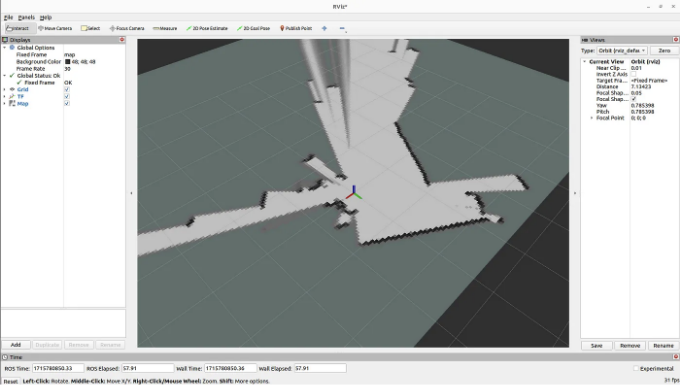 RViz*
File Panels Help
Interact Move Camera Select Focus Camera Measure 2D Pose Estimate 2D Goal Pose Publish Point
Displays
Global Options
Fixed Frame map
Background Color 48; 48; 48
Frame Rate 30
Global Status: Ok
Fixed Frame OK
Grid
TF
Map
Add Duplicate Remove Rename
Views
Type: Orbit (rviz_defau Zero
Current View Orbit (rviz)
Near Clip ... 0.01
Invert Z Axis
Target Fra... <Fixed Frame>
Distance 7.13423
Focal Shap... 0.05
Focal Shap...
Yaw 0.785398
Pitch 0.785398
Focal Point 0; 0; 0
Save Remove Rename
Time
ROS Time: 1715780850.33 ROS Elapsed: 57.91 Wall Time: 1715780850.36 Wall Elapsed: 57.91 Experimental
Reset Left-Click: Rotate. Middle-Click: Move X/Y. Right-Click/Mouse Wheel: Zoom. Shift: More options. 31 fps